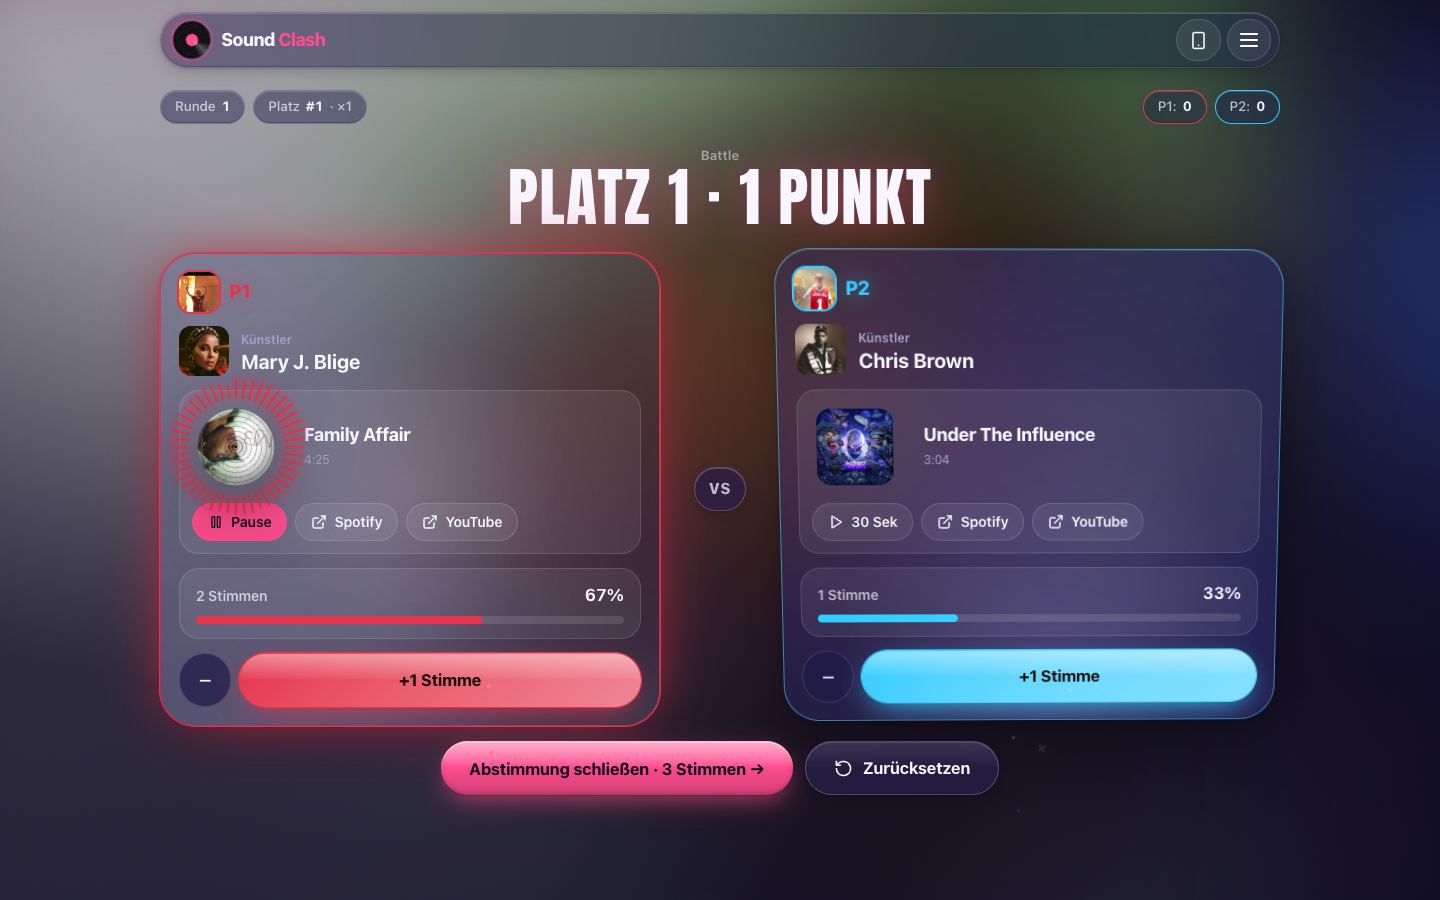 Sound Clash
Runde 1
Platz #1 · ×1
P1: 0
P2: 0
Battle
PLATZ 1 · 1 PUNKT
P1
Künstler
Mary J. Blige
Family Affair
4:25
Pause
Spotify
YouTube
2 Stimmen
67%
–
+1 Stimme
VS
P2
Künstler
Chris Brown
Under The Influence
3:04
30 Sek
Spotify
YouTube
1 Stimme
33%
–
+1 Stimme
Abstimmung schließen · 3 Stimmen →
Zurücksetzen